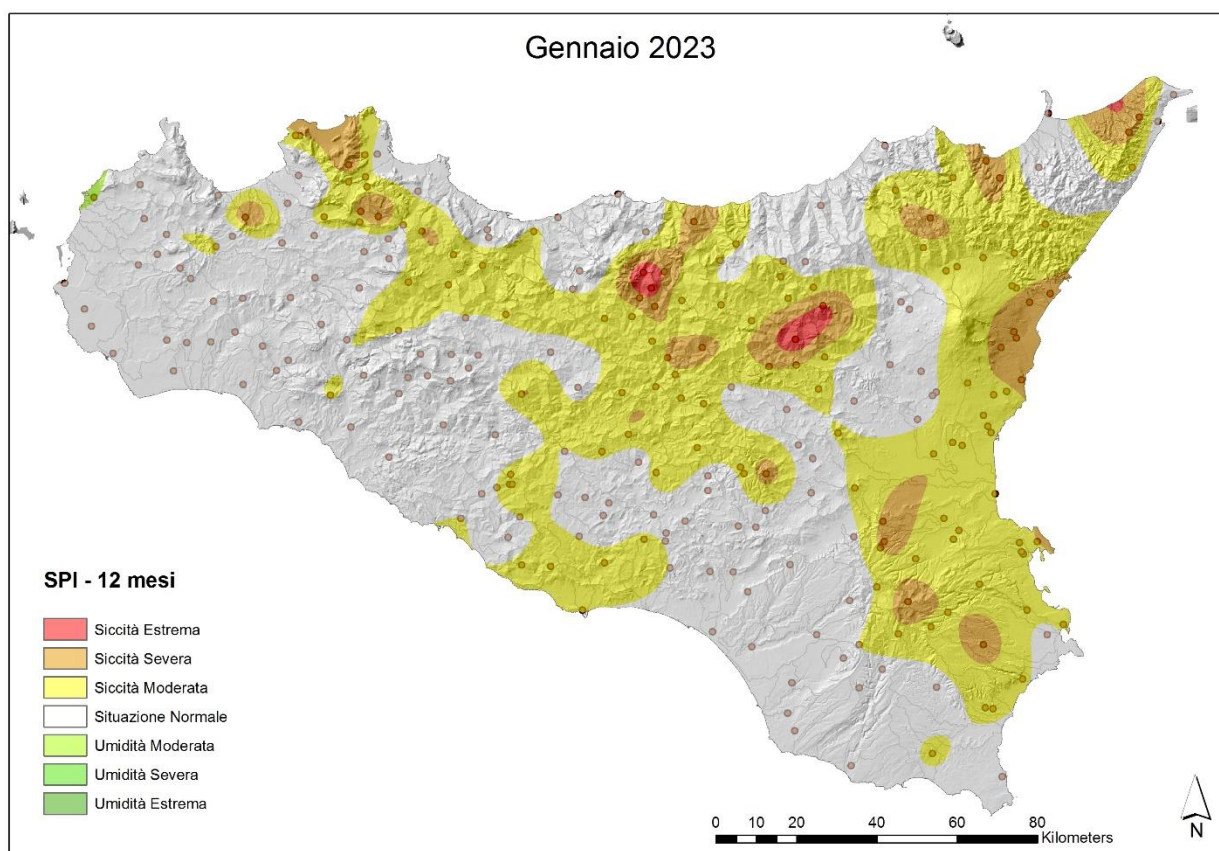 Gennaio 2023
SPI - 12 mesi
Siccità Estrema
Siccità Severa
Siccità Moderata
Situazione Normale
Umidità Moderata
Umidità Severa
Umidità Estrema
0 10 20 40 60 80
Kilometers
N